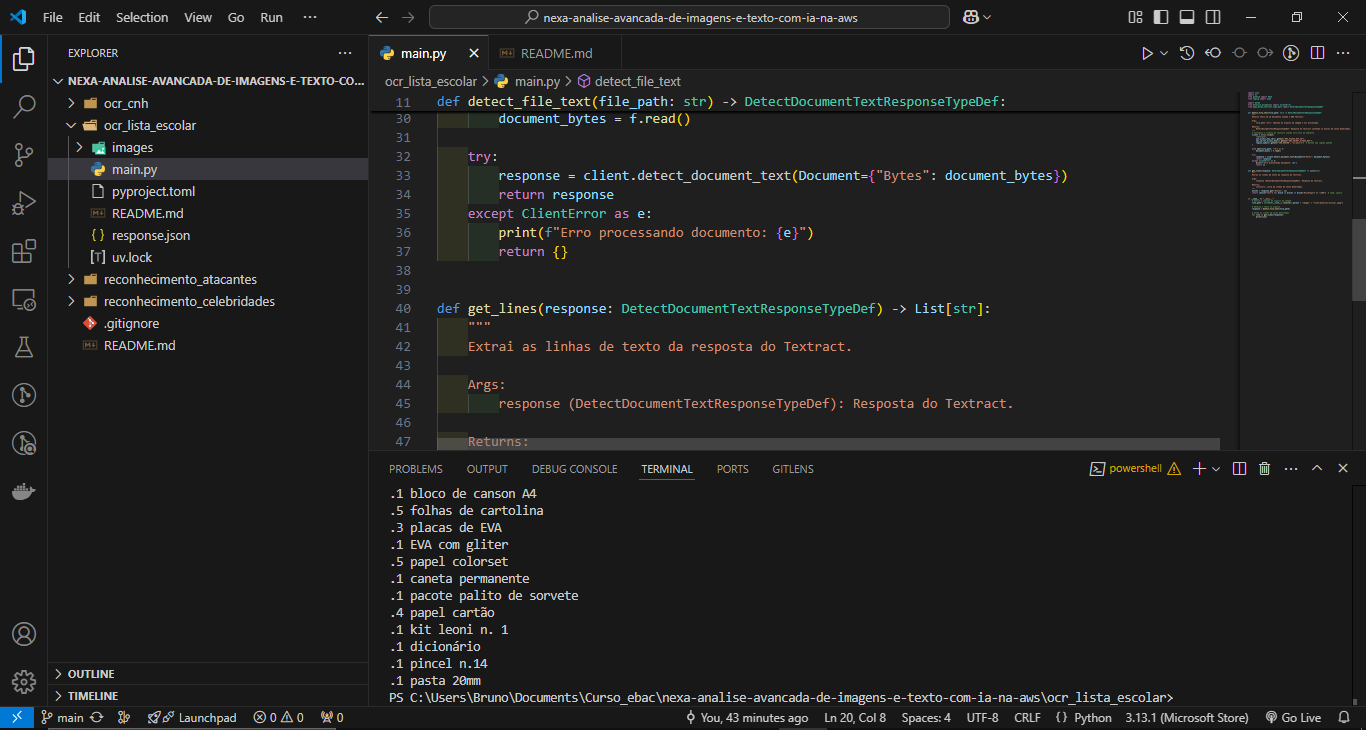 File Edit Selection View Go Run ···
nexa-analise-avancada-de-imagens-e-texto-com-ia-na-aws
EXPLORER ···
NEXA-ANALISE-AVANCADA-DE-IMAGENS-E-TEXTO-CO...
ocr_cnh
ocr_lista_escolar
images
main.py
pyproject.toml
README.md
{} response.json
[T] uv.lock
reconhecimento_atacantes
reconhecimento_celebridades
.gitignore
README.md
OUTLINE
TIMELINE
main.py README.md
ocr_lista_escolar > main.py > detect_file_text
11 def detect_file_text(file_path: str) -> DetectDocumentTextResponseTypeDef:
30 document_bytes = f.read()
31
32 try:
33 response = client.detect_document_text(Document={"Bytes": document_bytes})
34 return response
35 except ClientError as e:
36 print(f"Erro processando documento: {e}")
37 return {}
38
39
40 def get_lines(response: DetectDocumentTextResponseTypeDef) -> List[str]:
41 """
42 Extrai as linhas de texto da resposta do Textract.
43
44 Args:
45 response (DetectDocumentTextResponseTypeDef): Resposta do Textract.
46
47 Returns:
PROBLEMS OUTPUT DEBUG CONSOLE TERMINAL PORTS GITLENS
powershell
.1 bloco de canson A4
.5 folhas de cartolina
.3 placas de EVA
.1 EVA com gliter
.5 papel colorset
.1 caneta permanente
.1 pacote palito de sorvete
.4 papel cartão
.1 kit leoni n. 1
.1 dicionário
.1 pincel n.14
.1 pasta 20mm
PS C:\Users\Bruno\Documents\Curso_ebac\nexa-analise-avancada-de-imagens-e-texto-com-ia-na-aws\ocr_lista_escolar>
main Launchpad 0 0 0 You, 43 minutes ago Ln 20, Col 8 Spaces: 4 UTF-8 CRLF {} Python 3.13.1 (Microsoft Store) Go Live